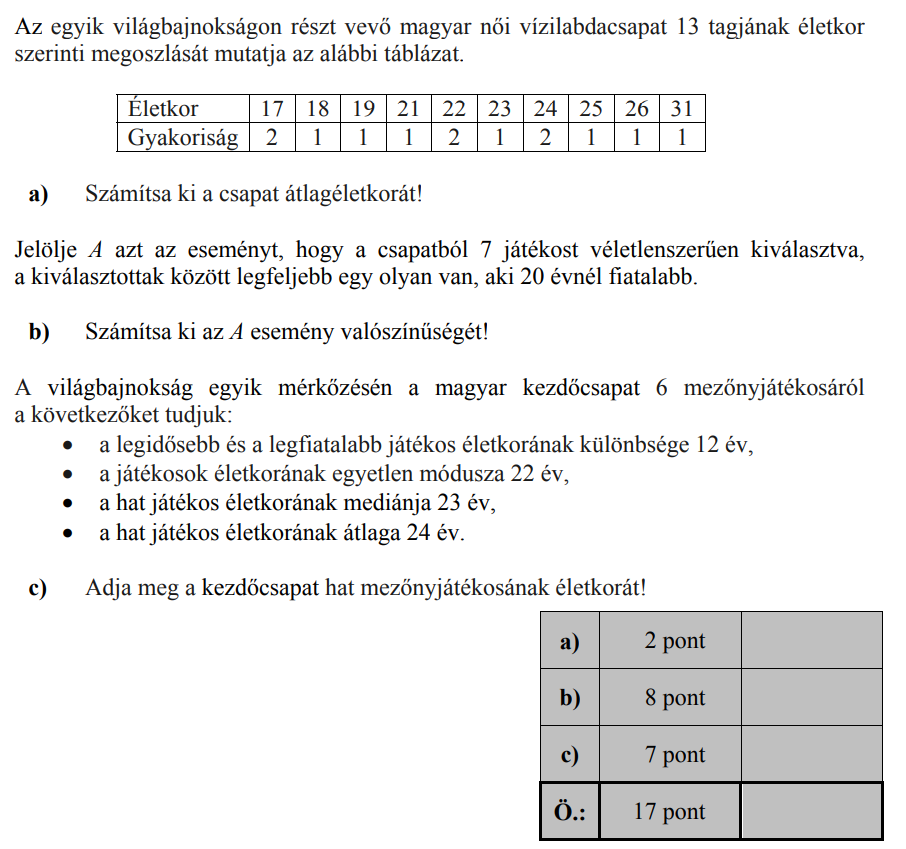 Az egyik világbajnokságon részt vevő magyar női vízilabdacsapat 13 tagjának életkor
szerinti megoszlását mutatja az alábbi táblázat.
Életkor 17 18 19 21 22 23 24 25 26 31
Gyakoriság 2 1 1 1 2 1 2 1 1 1
a) Számítsa ki a csapat átlagéletkorát!
Jelölje A azt az eseményt, hogy a csapatból 7 játékost véletlenszerűen kiválasztva,
a kiválasztottak között legfeljebb egy olyan van, aki 20 évnél fiatalabb.
b) Számítsa ki az A esemény valószínűségét!
A világbajnokság egyik mérkőzésén a magyar kezdőcsapat 6 mezőnyjátékosáról
a következőket tudjuk:
• a legidősebb és a legfiatalabb játékos életkorának különbsége 12 év,
• a játékosok életkorának egyetlen módusza 22 év,
• a hat játékos életkorának mediánja 23 év,
• a hat játékos életkorának átlaga 24 év.
c) Adja meg a kezdőcsapat hat mezőnyjátékosának életkorát!
a) 2 pont
b) 8 pont
c) 7 pont
Ö.: 17 pont